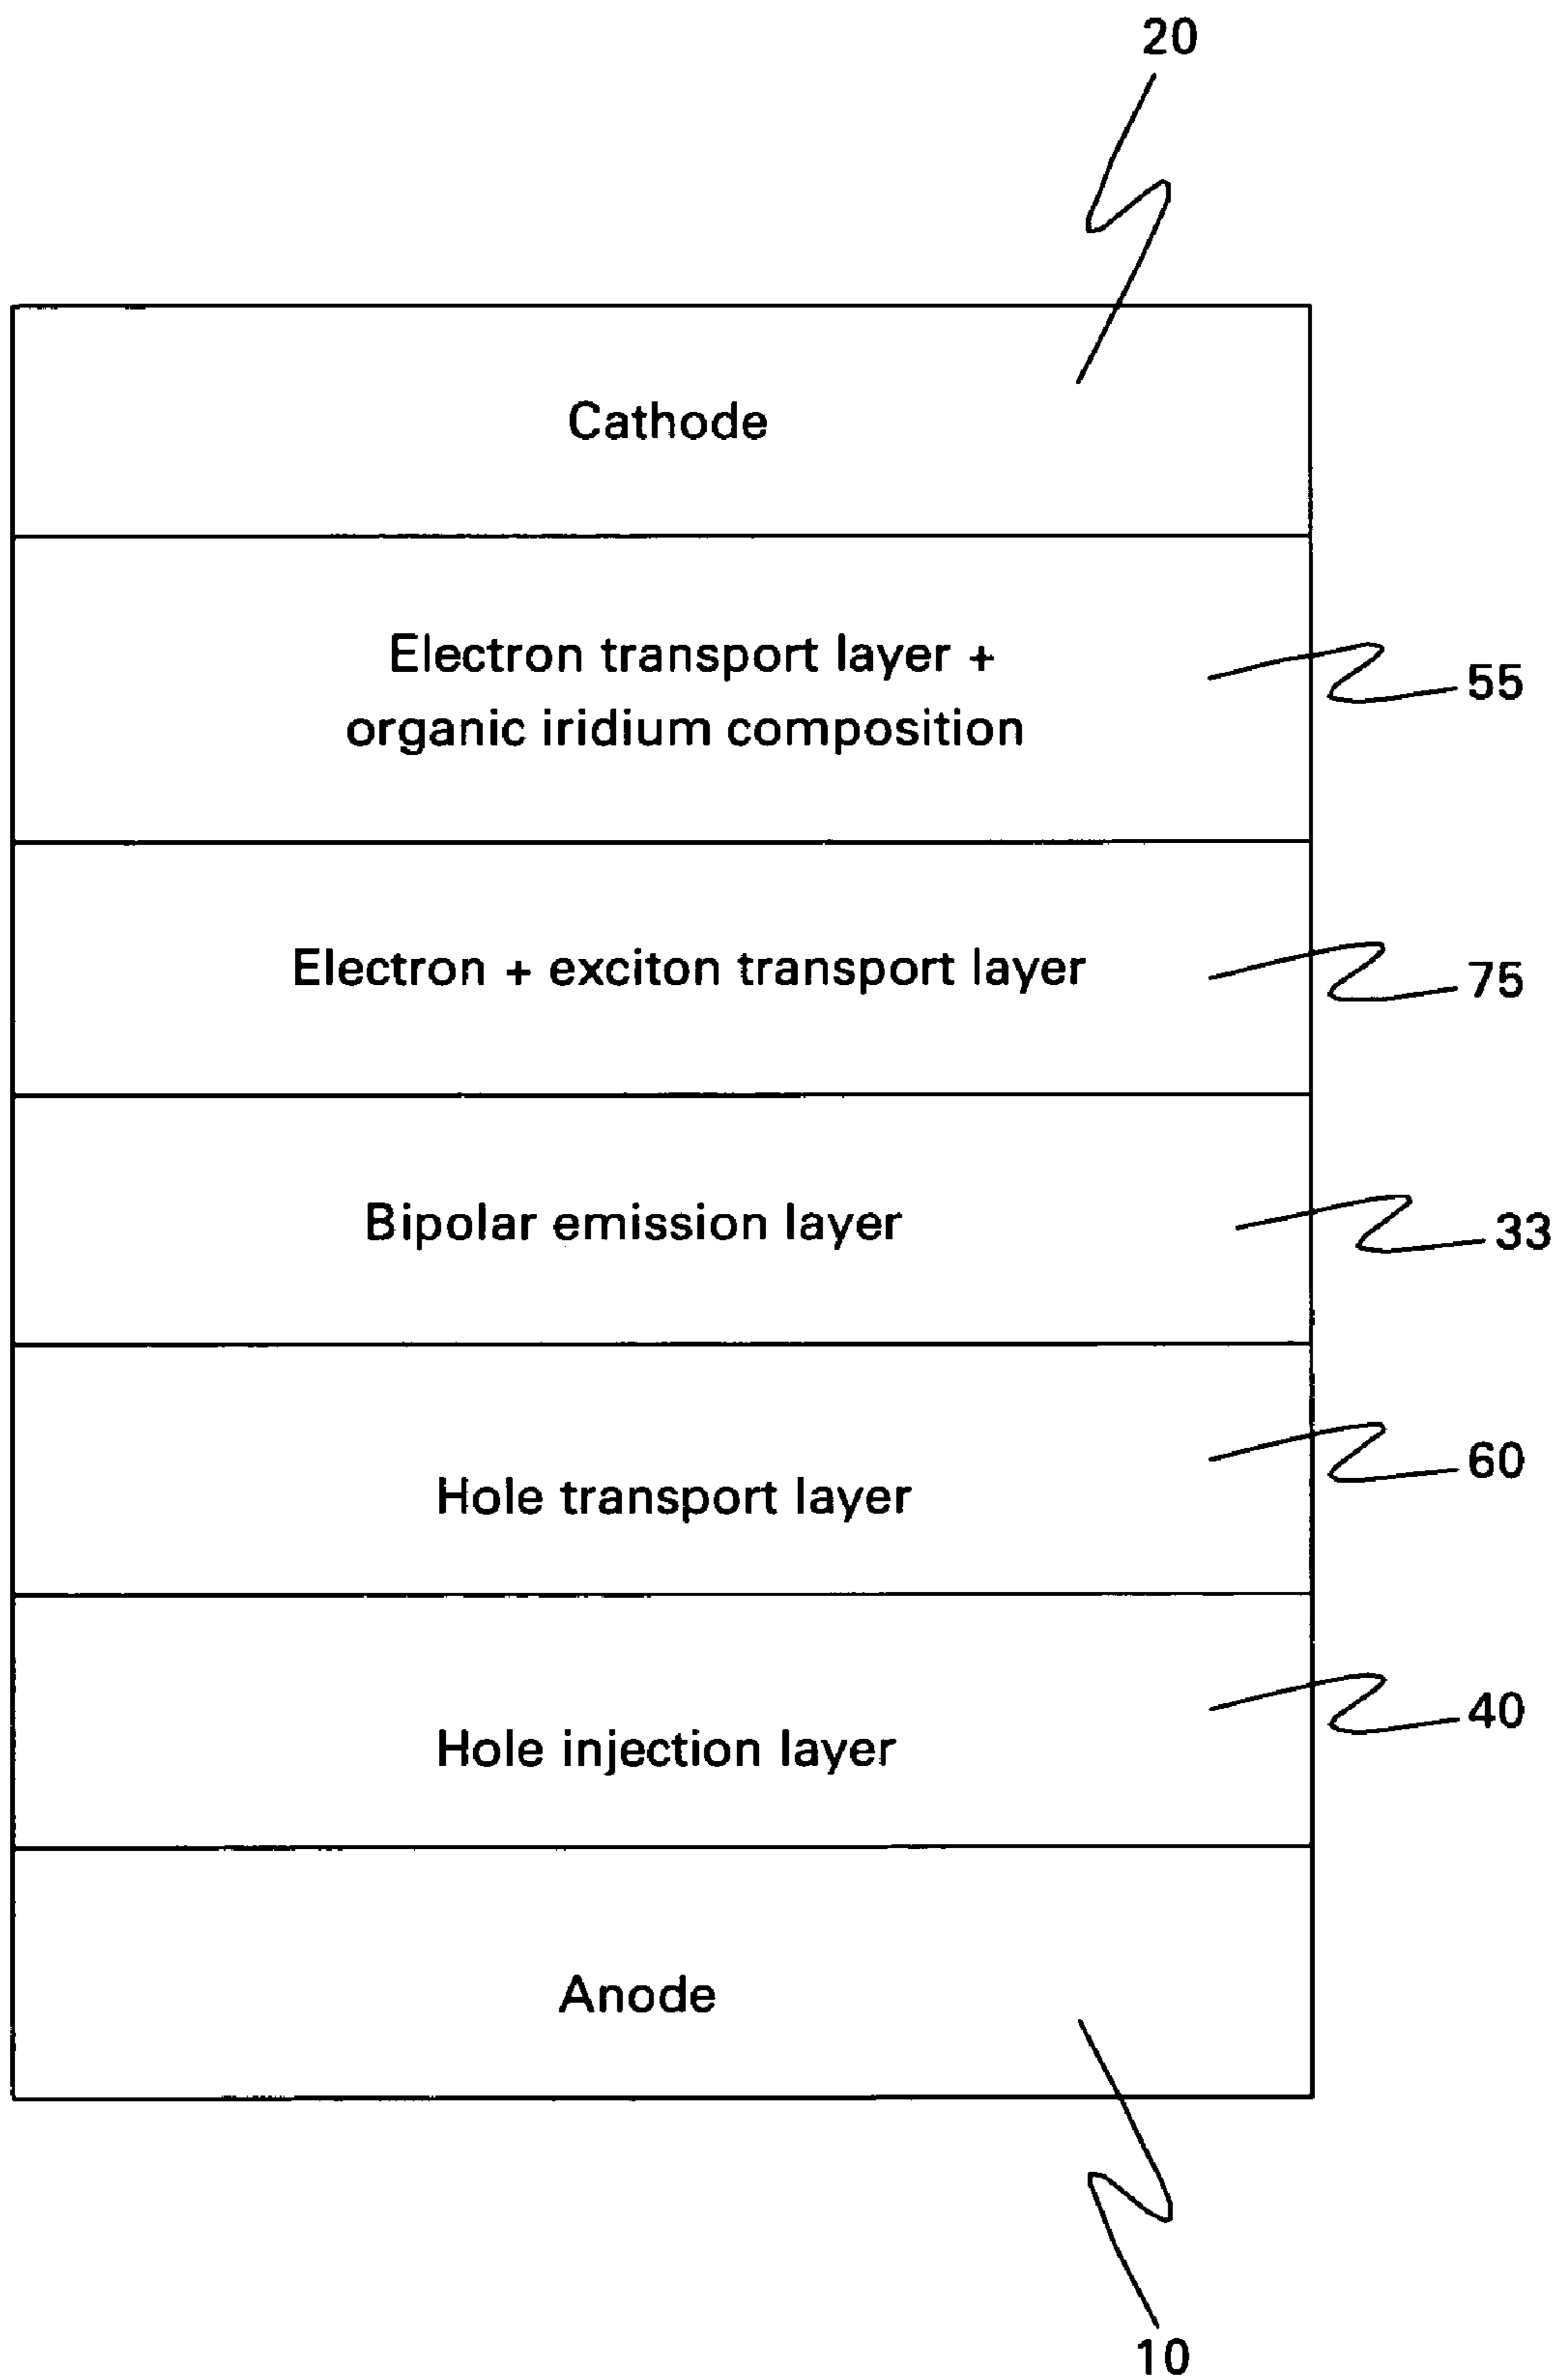 20
Cathode
Electron transport layer +
organic iridium composition
55
Electron + exciton transport layer
75
Bipolar emission layer
33
Hole transport layer
60
Hole injection layer
40
Anode
10